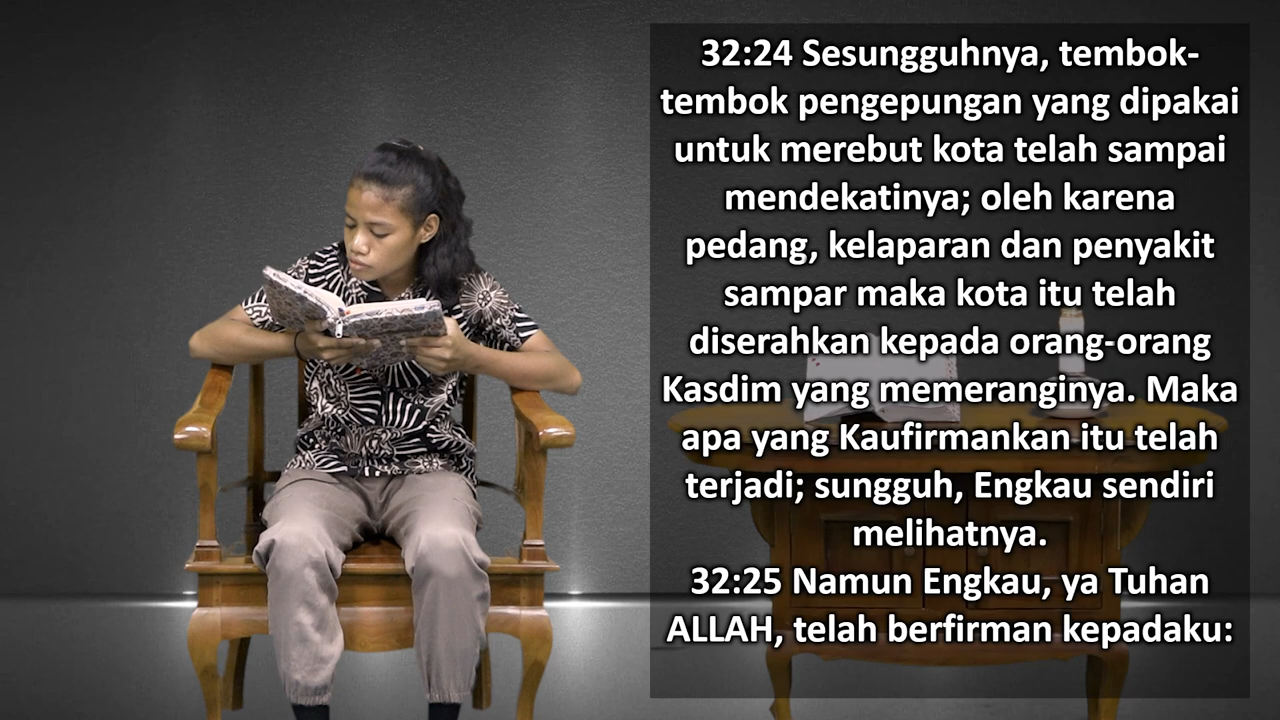 32:24 Sesungguhnya, tembok-
tembok pengepungan yang dipakai
untuk merebut kota telah sampai
mendekatinya; oleh karena
pedang, kelaparan dan penyakit
sampar maka kota itu telah
diserahkan kepada orang-orang
Kasdim yang memeranginya. Maka
apa yang Kaufirmankan itu telah
terjadi; sungguh, Engkau sendiri
melihatnya.
32:25 Namun Engkau, ya Tuhan
ALLAH, telah berfirman kepadaku: